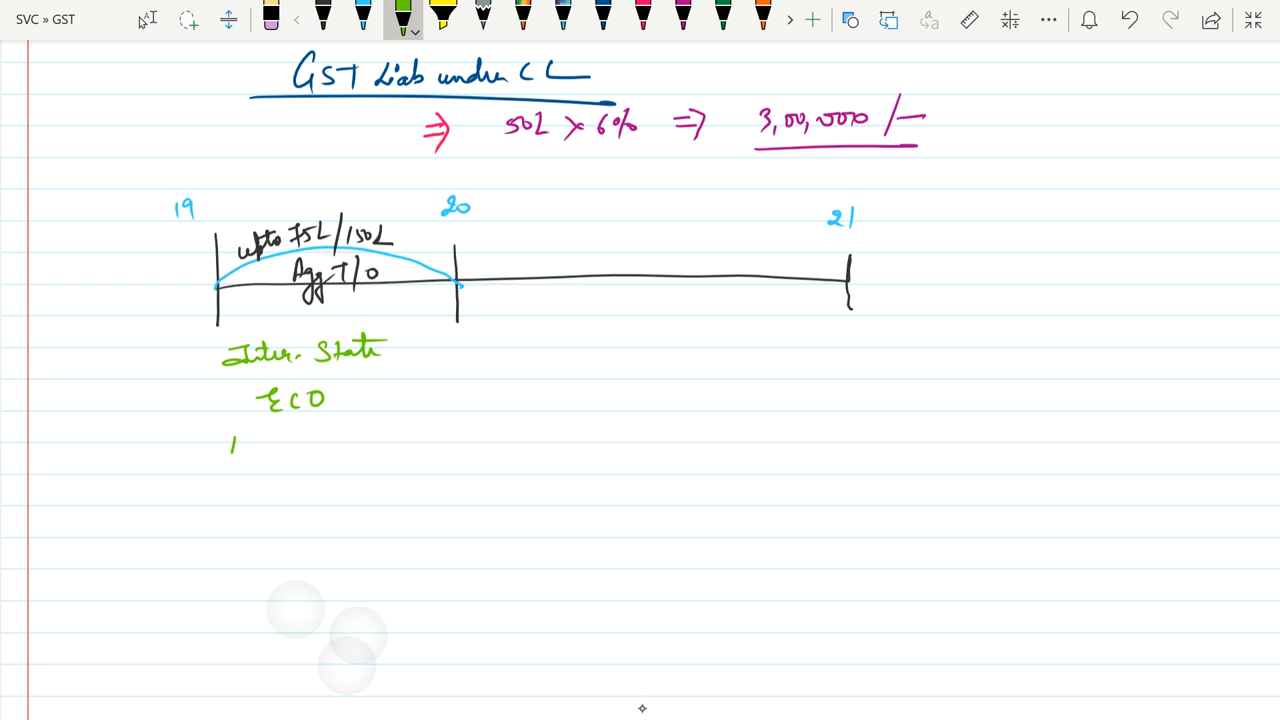 SVC » GST
GST Liab under CL
⇒ 50L × 6% ⇒ 3,00,000/-
19 20 21
upto 75L/150L
Agg T/O
Inter-State
ECO